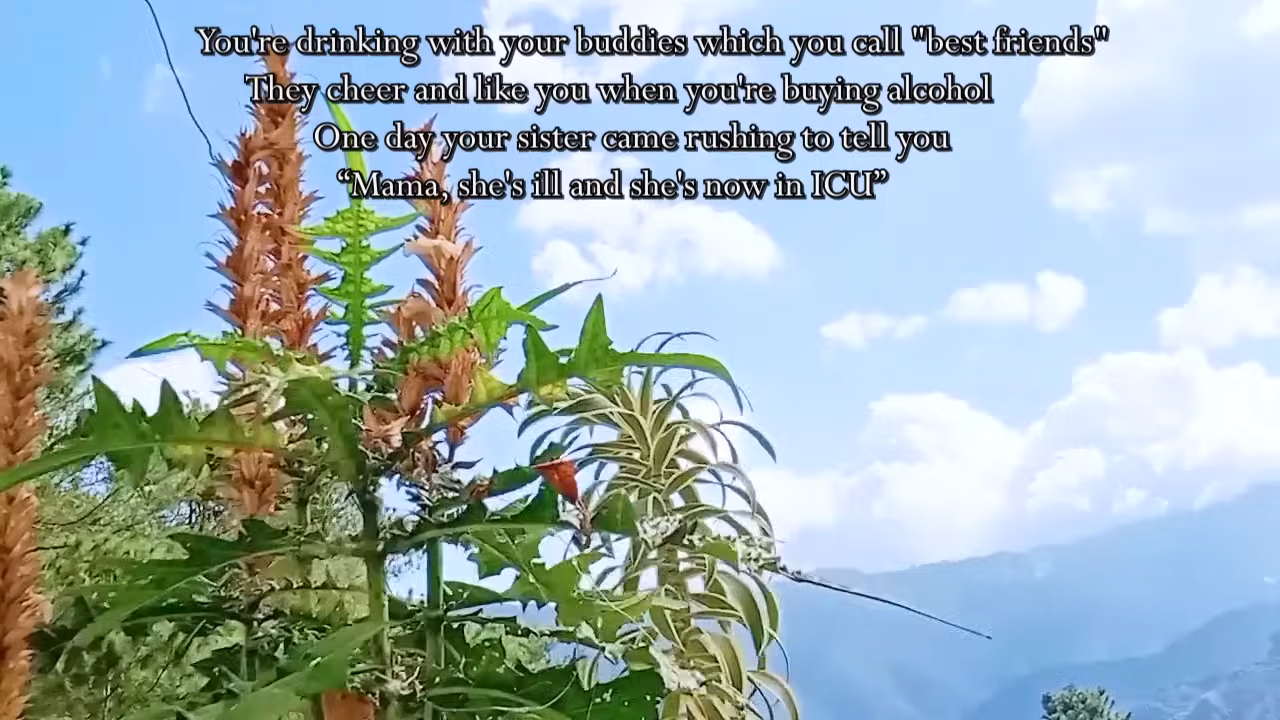 You're drinking with your buddies which you call "best friends"
They cheer and like you when you're buying alcohol
One day your sister came rushing to tell you
“Mama, she's ill and she's now in ICU”